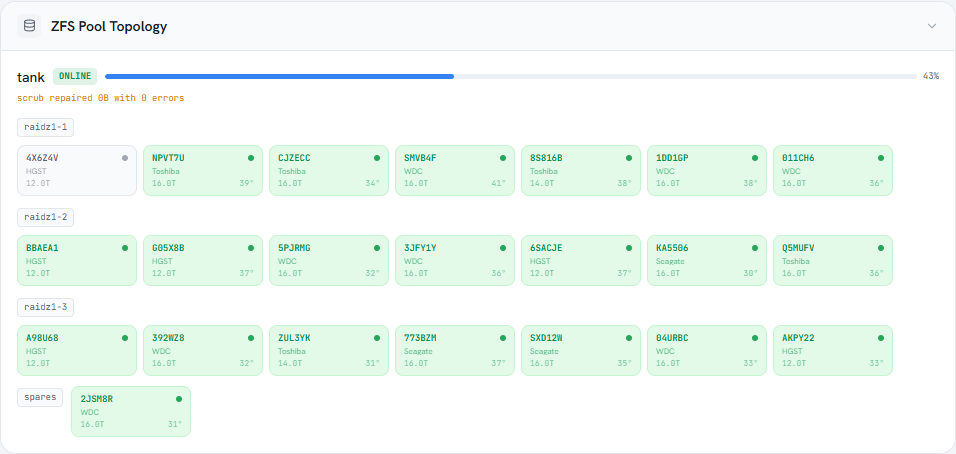 ZFS Pool Topology
tank ONLINE 43%
scrub repaired 0B with 0 errors
raidz1-1
4X6Z4V NPVT7U CJZECC SMVB4F 8S816B 1DD1GP 011CH6
HGST Toshiba Toshiba WDC Toshiba WDC WDC
12.0T 16.0T 39° 16.0T 34° 16.0T 41° 14.0T 38° 16.0T 38° 16.0T 36°
raidz1-2
BBAEA1 G05X8B 5PJRMG 3JFY1Y 6SACJE KA5506 Q5MUFV
HGST HGST WDC WDC HGST Seagate Toshiba
12.0T 12.0T 37° 16.0T 32° 16.0T 36° 12.0T 37° 16.0T 30° 16.0T 36°
raidz1-3
A98U68 392WZ8 ZUL3YK 773BZM SXD12W 04URBC AKPY22
HGST WDC Toshiba Seagate Seagate WDC HGST
12.0T 16.0T 32° 14.0T 31° 16.0T 37° 16.0T 35° 16.0T 33° 12.0T 33°
spares
2JSM8R
WDC
16.0T 31°